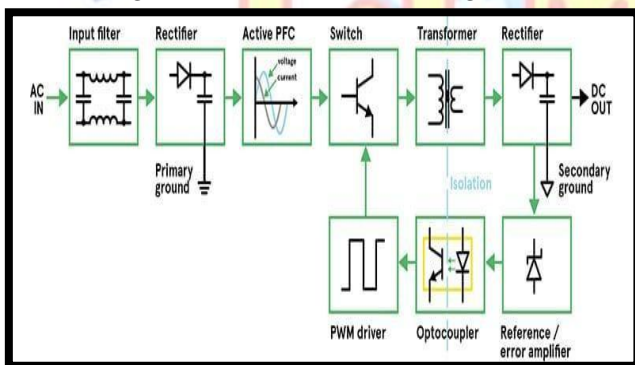 Input filter
Rectifier
Active PFC
Switch
Transformer
Rectifier
voltage
current
AC
IN
DC
OUT
Primary
ground
Isolation
Secondary
ground
PWM driver
Optocoupler
Reference /
error amplifier